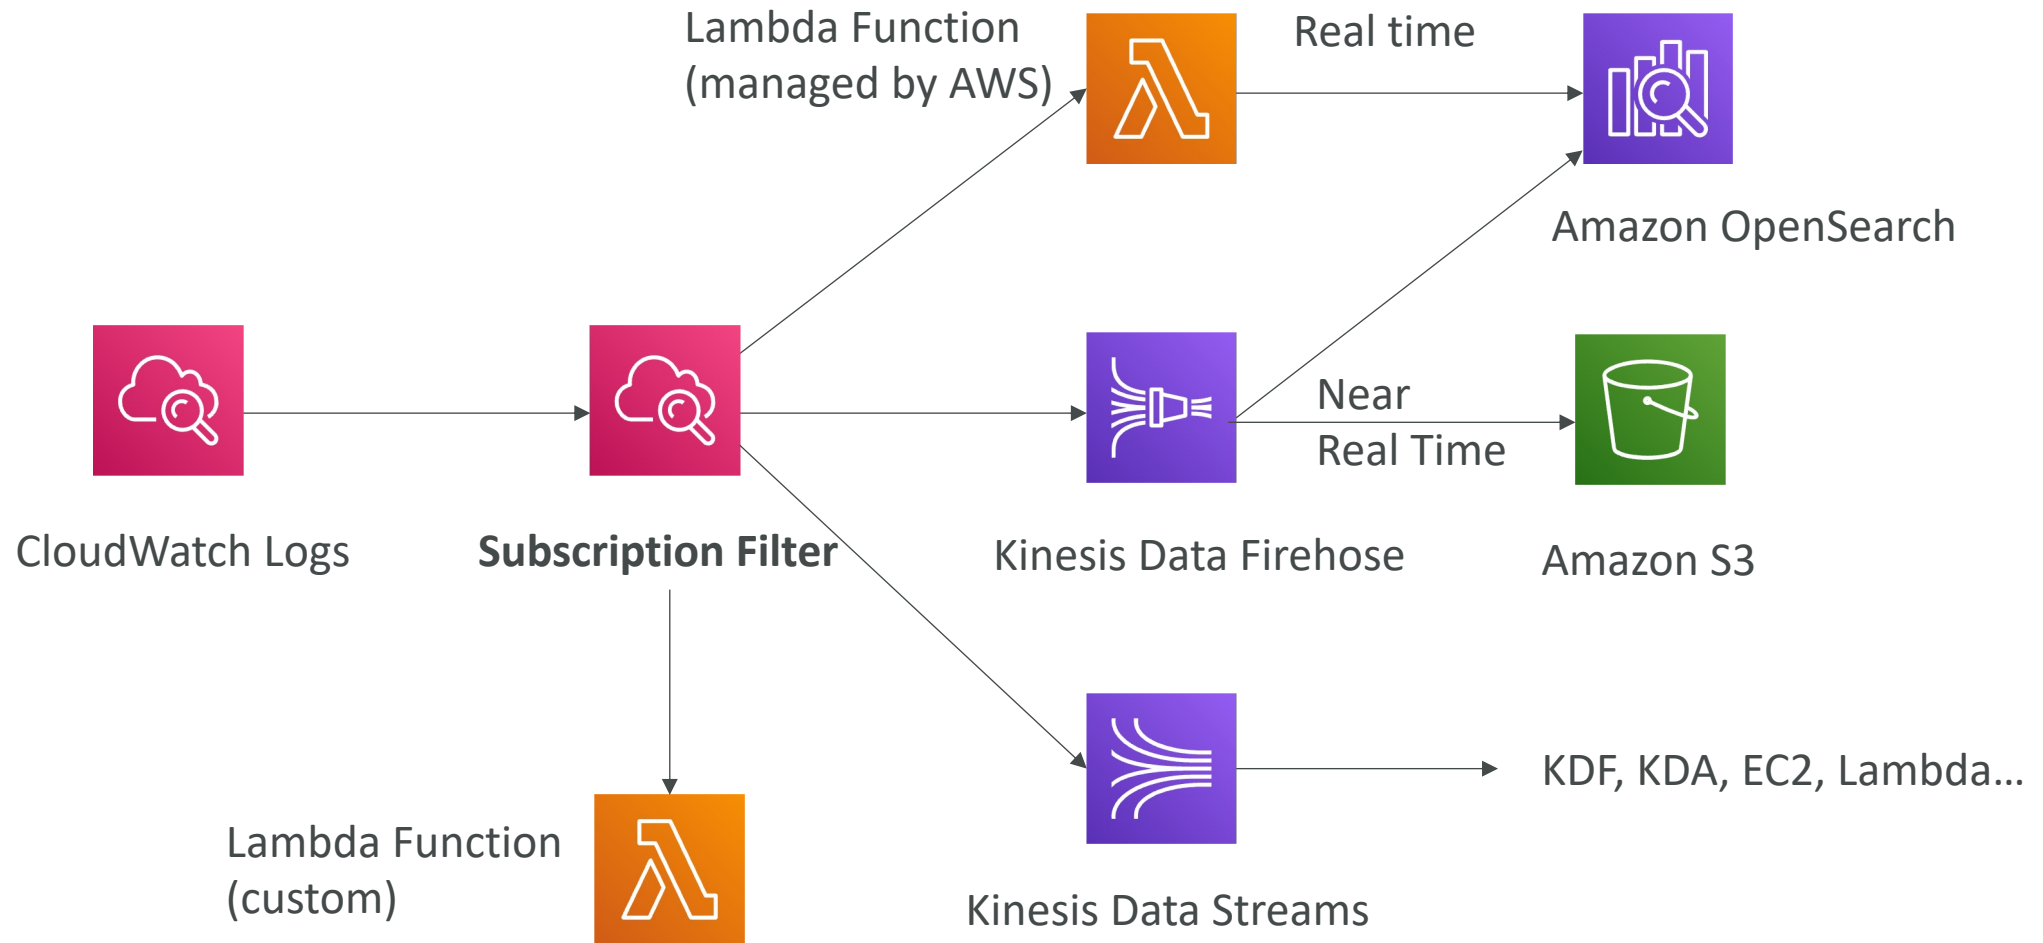 Lambda Function
(managed by AWS)
Real time
Amazon OpenSearch
Near
Real Time
CloudWatch Logs
Subscription Filter
Kinesis Data Firehose
Amazon S3
KDF, KDA, EC2, Lambda...
Lambda Function
(custom)
Kinesis Data Streams